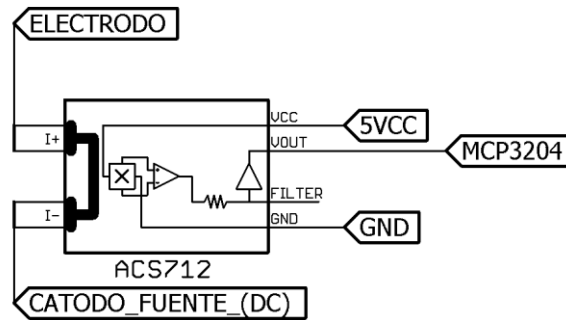 ELECTRODO
VCC
5VCC
I+
VOUT
MCP3204
FILTER
I-
GND
GND
ACS712
CATODO_FUENTE_(DC)